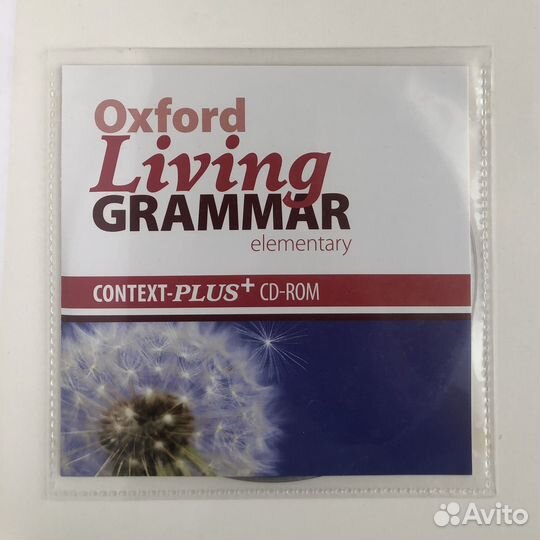 Oxford
Living
GRAMMAR
elementary
CONTEXT-PLUS+ CD-ROM
Avito